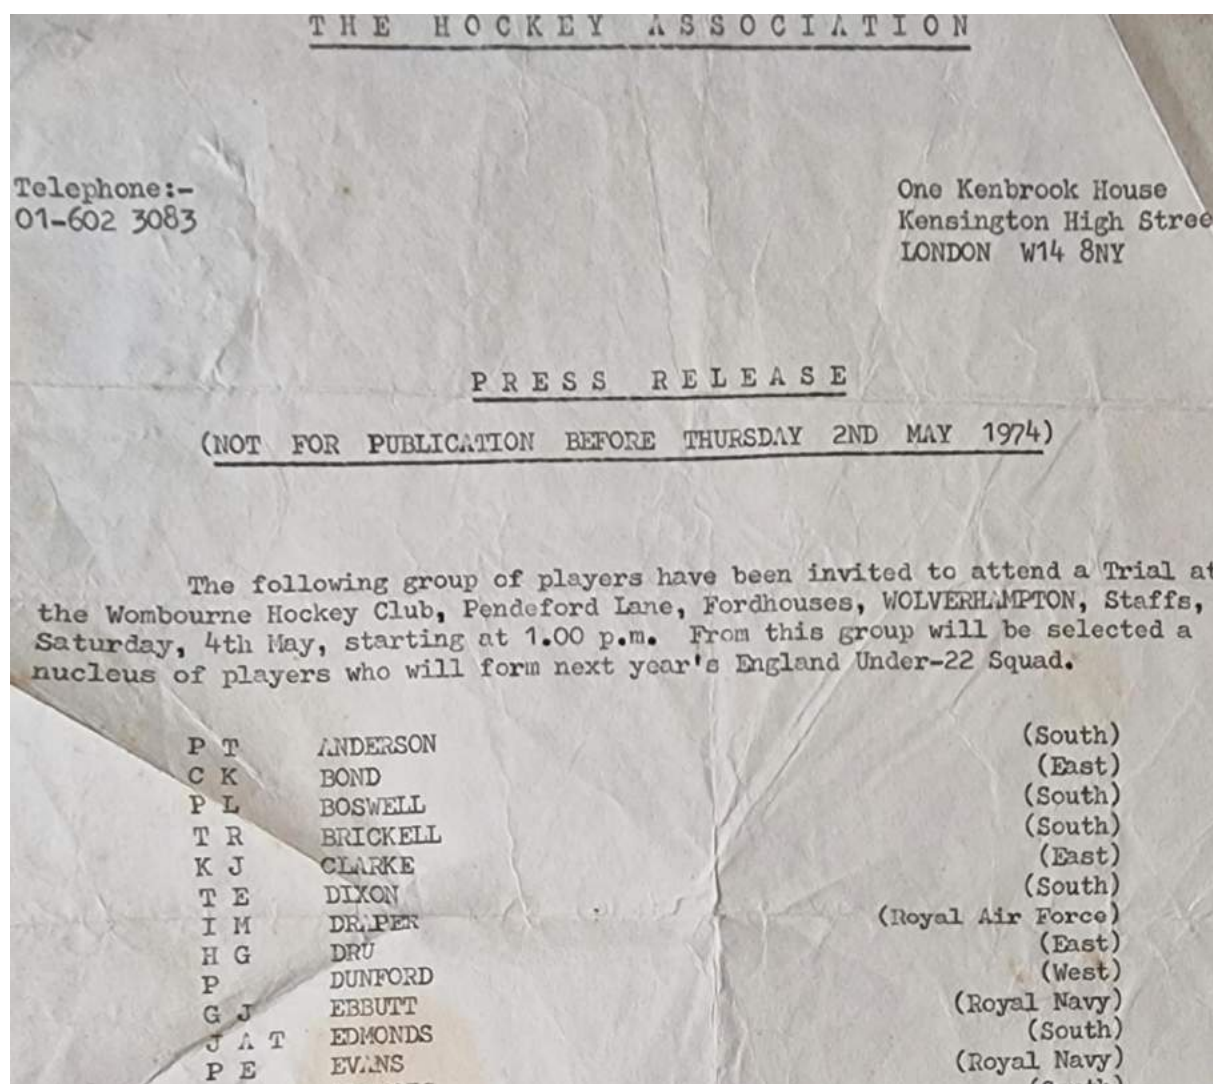 THE HOCKEY ASSOCIATION
Telephone:-
01-602 3083
One Kenbrook House
Kensington High Stree
LONDON W14 8NY
PRESS RELEASE
(NOT FOR PUBLICATION BEFORE THURSDAY 2ND MAY 1974)
The following group of players have been invited to attend a Trial at
the Wombourne Hockey Club, Pendeford Lane, Fordhouses, WOLVERHAMPTON, Staffs,
Saturday, 4th May, starting at 1.00 p.m. From this group will be selected a
nucleus of players who will form next year's England Under-22 Squad.
P T ANDERSON (South)
C K BOND (East)
P L BOSWELL (South)
T R BRICKELL (South)
K J CLARKE (East)
T E DIXON (South)
I M DRAPER (Royal Air Force)
H G DRU (East)
P DUNFORD (West)
G J EBBUTT (Royal Navy)
J A T EDMONDS (South)
P E EVANS (Royal Navy)